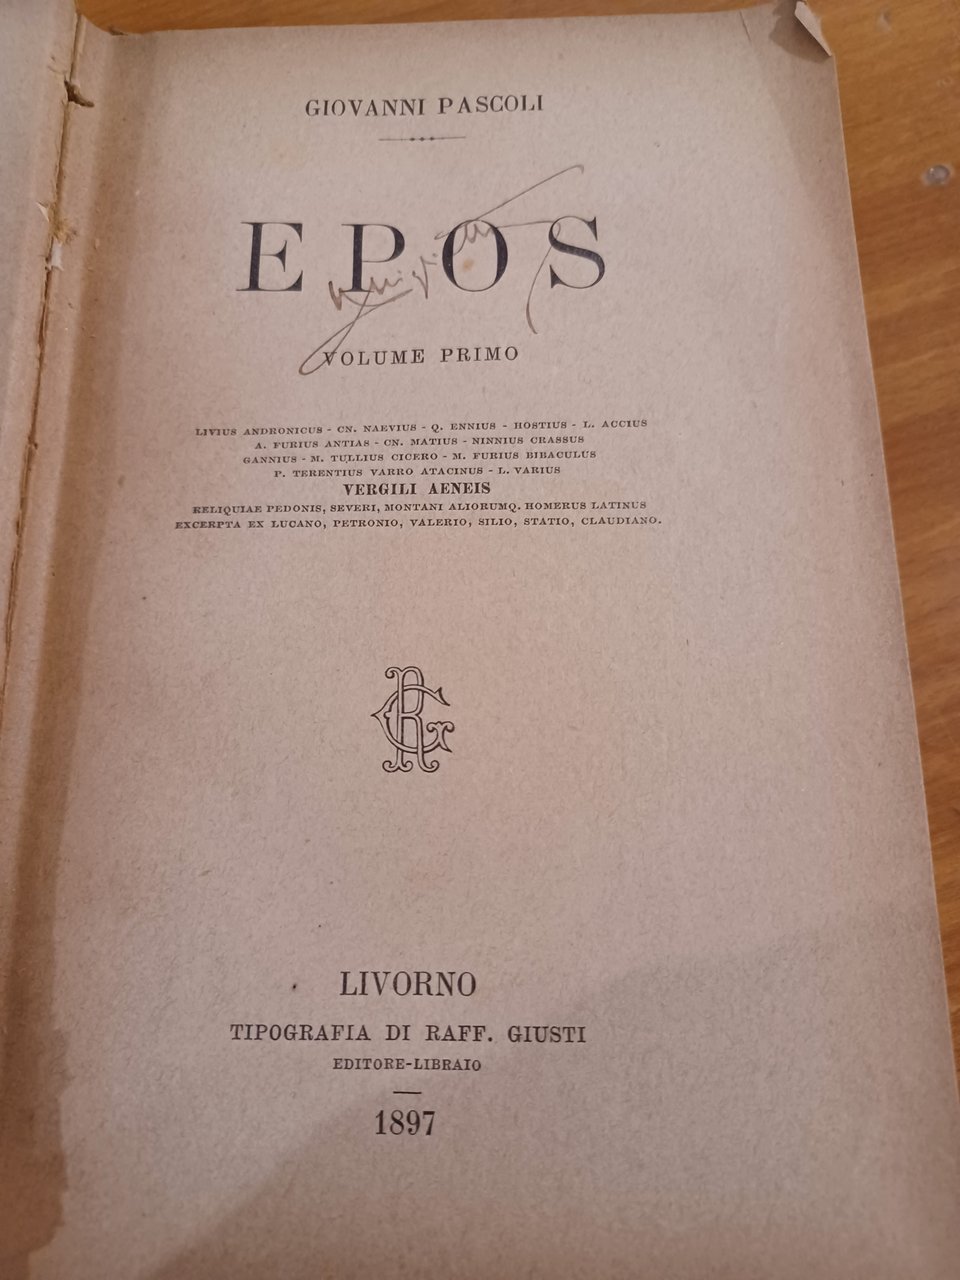 GIOVANNI PASCOLI
EPOS
VOLUME PRIMO
LIVIUS ANDRONICUS - CN. NAEVIUS - Q. ENNIUS - HOSTIUS - L. ACCIUS
A. FURIUS ANTIAS - CN. MATIUS - NINNIUS CRASSUS
GANNIUS - M. TULLIUS CICERO - M. FURIUS BIBACULUS
P. TERENTIUS VARRO ATACINUS - L. VARIUS
VERGILI AENEIS
RELIQUIAE PEDONIS, SEVERI, MONTANI ALIORUMQ. HOMERUS LATINUS
EXCERPTA EX LUCANO, PETRONIO, VALERIO, SILIO, STATIO, CLAUDIANO.
RG
LIVORNO
TIPOGRAFIA DI RAFF. GIUSTI
EDITORE-LIBRAIO
1897